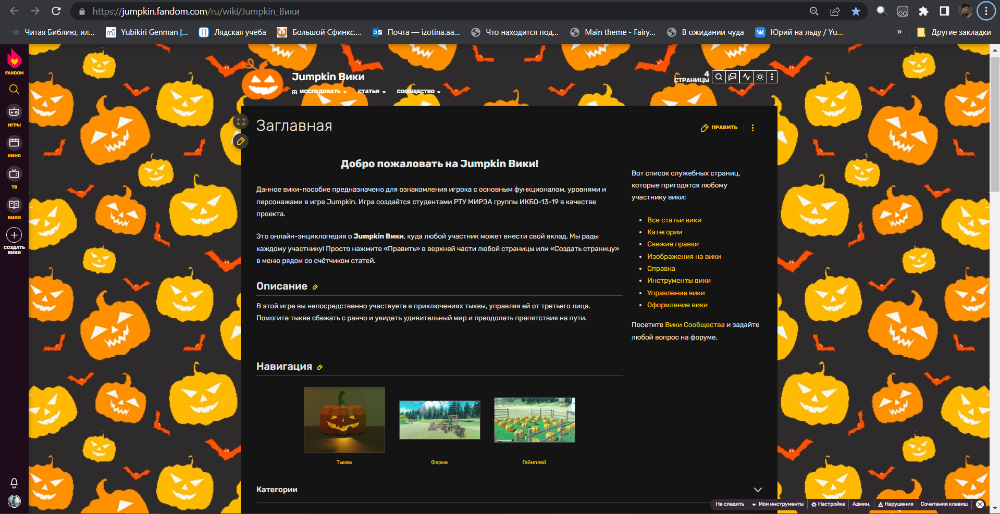 https://jumpkin.fandom.com/ru/wiki/Jumpkin_Вики
Читая Библию, ил...
Yubikiri Genman |...
Лядская учёба
Большой Сфинкс....
Почта — izotina.aa...
Что находится под...
Main theme - Fairy...
В ожидании чуда
Юрий на льду / Yu...
»
Другие закладки
FANDOM
ИГРЫ
КИНО
ТВ
ВИКИ
СОЗДАТЬ
ВИКИ
Jumpkin Вики
ИССЛЕДОВАТЬ
СТАТЬИ
СООБЩЕСТВО
4
СТРАНИЦЫ
Заглавная
ПРАВИТЬ
Добро пожаловать на Jumpkin Вики!
Данное вики-пособие предназначено для ознакомления игрока с основным функционалом, уровнями и
персонажами в игре Jumpkin. Игра создаётся студентами РТУ МИРЭА группы ИКБО-13-19 в качестве
проекта.
Это онлайн-энциклопедия о Jumpkin Вики, куда любой участник может внести свой вклад. Мы рады
каждому участнику! Просто нажмите «Править» в верхней части любой страницы или «Создать страницу»
в меню рядом со счётчиком статей.
Описание
В этой игре вы непосредственно участвуете в приключениях тыквы, управляя ей от третьего лица.
Помогите тыкве сбежать с ранчо и увидеть удивительный мир и преодолеть препятствия на пути.
Навигация
Тыква
Ферма
Геймплей
Категории
Вот список служебных страниц,
которые пригодятся любому
участнику вики:
• Все статьи вики
• Категории
• Свежие правки
• Изображения на вики
• Справка
• Инструменты вики
• Управление вики
• Оформление вики
Посетите Вики Сообщества и задайте
любой вопрос на форуме.
Не следить
Мои инструменты
Настройка
Админ.
Нарушения
Сочетания клавиш